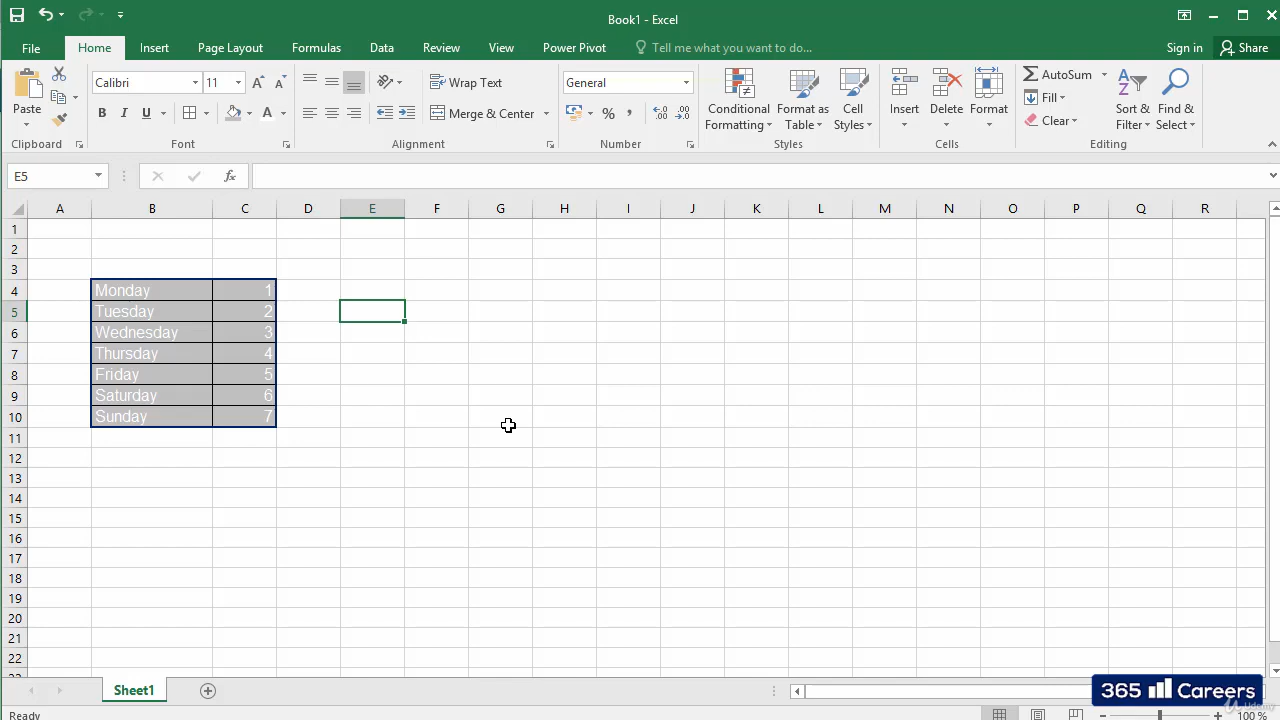 Book1 - Excel
File Home Insert Page Layout Formulas Data Review View Power Pivot Tell me what you want to do... Sign in Share
Paste Calibri 11 Wrap Text General Conditional Formatting Format as Table Cell Styles Insert Delete Format AutoSum Fill Clear Sort & Filter Find & Select
B I U A Merge & Center % ,
Clipboard Font Alignment Number Styles Cells Editing
E5 fx
A B C D E F G H I J K L M N O P Q R
1
2
3
4 Monday 1
5 Tuesday 2
6 Wednesday 3
7 Thursday 4
8 Friday 5
9 Saturday 6
10 Sunday 7
11
12
13
14
15
16
17
18
19
20
21
22
Sheet1
365 Careers
Udemy
Ready 100 %